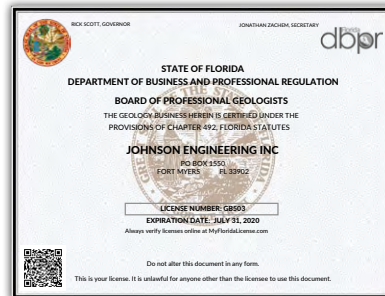 RICK SCOTT, GOVERNOR
JONATHAN ZACHEM, SECRETARY
dbpr
STATE OF FLORIDA
DEPARTMENT OF BUSINESS AND PROFESSIONAL REGULATION
BOARD OF PROFESSIONAL GEOLOGISTS
THE GEOLOGY BUSINESS HEREIN IS CERTIFIED UNDER THE
PROVISIONS OF CHAPTER 492, FLORIDA STATUTES
JOHNSON ENGINEERING INC
PO BOX 1550
FORT MYERS FL 33902
LICENSE NUMBER: GB503
EXPIRATION DATE: JULY 31, 2020
Always verify licenses online at MyFloridaLicense.com
Do not alter this document in any form.
This is your license. It is unlawful for anyone other than the licensee to use this document.